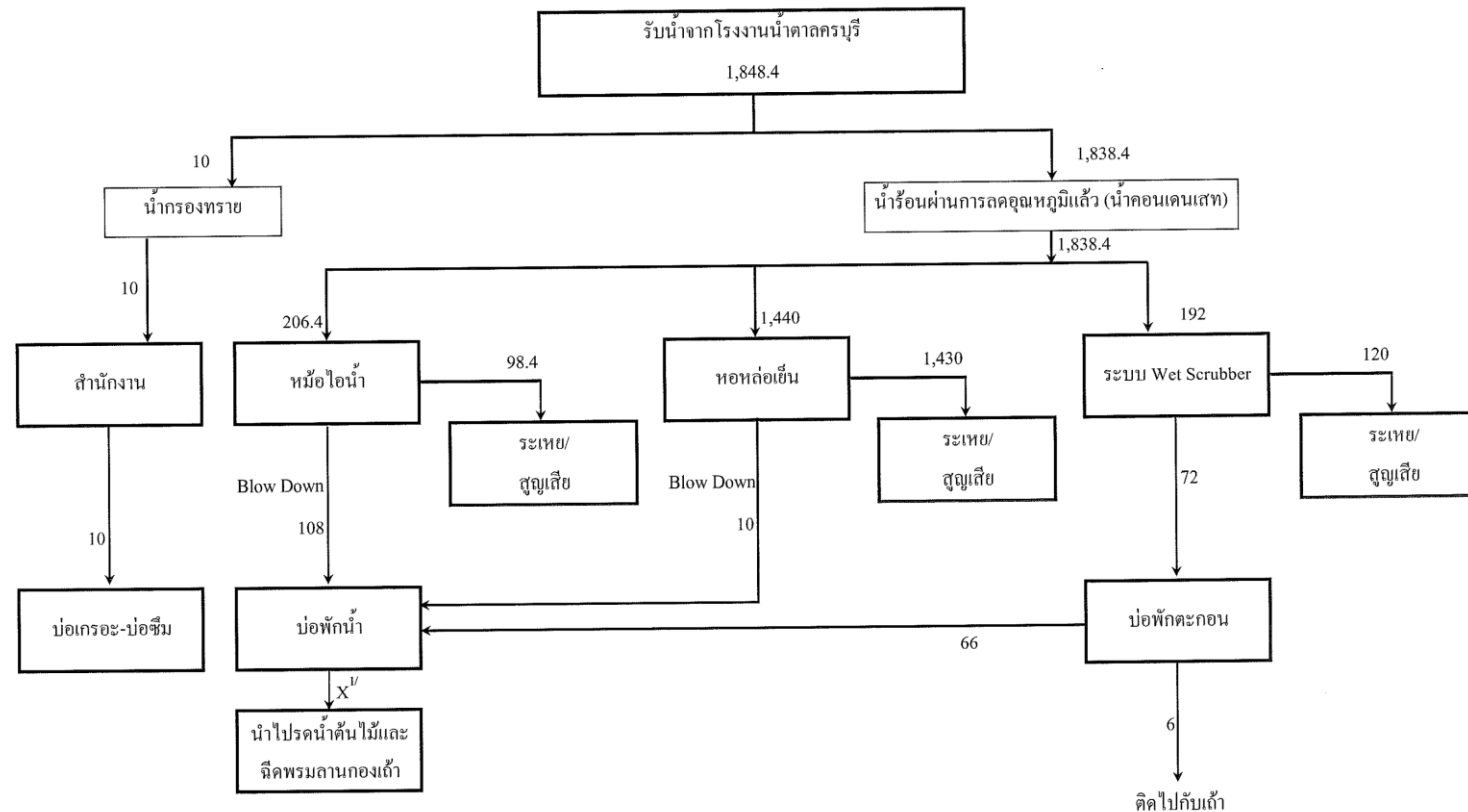 รับน้ำจากโรงงานน้ำตาลครบุรี
1,848.4
10
1,838.4
น้ำกรองทราย
น้ำร้อนผ่านการลดอุณหภูมิแล้ว (น้ำคอนเดนเสท)
1,838.4
10
206.4
1,440
192
สำนักงาน
หม้อไอน้ำ
98.4
หอหล่อเย็น
1,430
ระบบ Wet Scrubber
120
ระเหย/
สูญเสีย
ระเหย/
สูญเสีย
ระเหย/
สูญเสีย
Blow Down
108
Blow Down
10
72
10
บ่อเกรอะ-บ่อซึม
บ่อพักน้ำ
66
บ่อพักตะกอน
X 1/
6
นำไปรดน้ำต้นไม้และ
ฉีดพรมลานกองเถ้า
ติดไปกับเถ้า